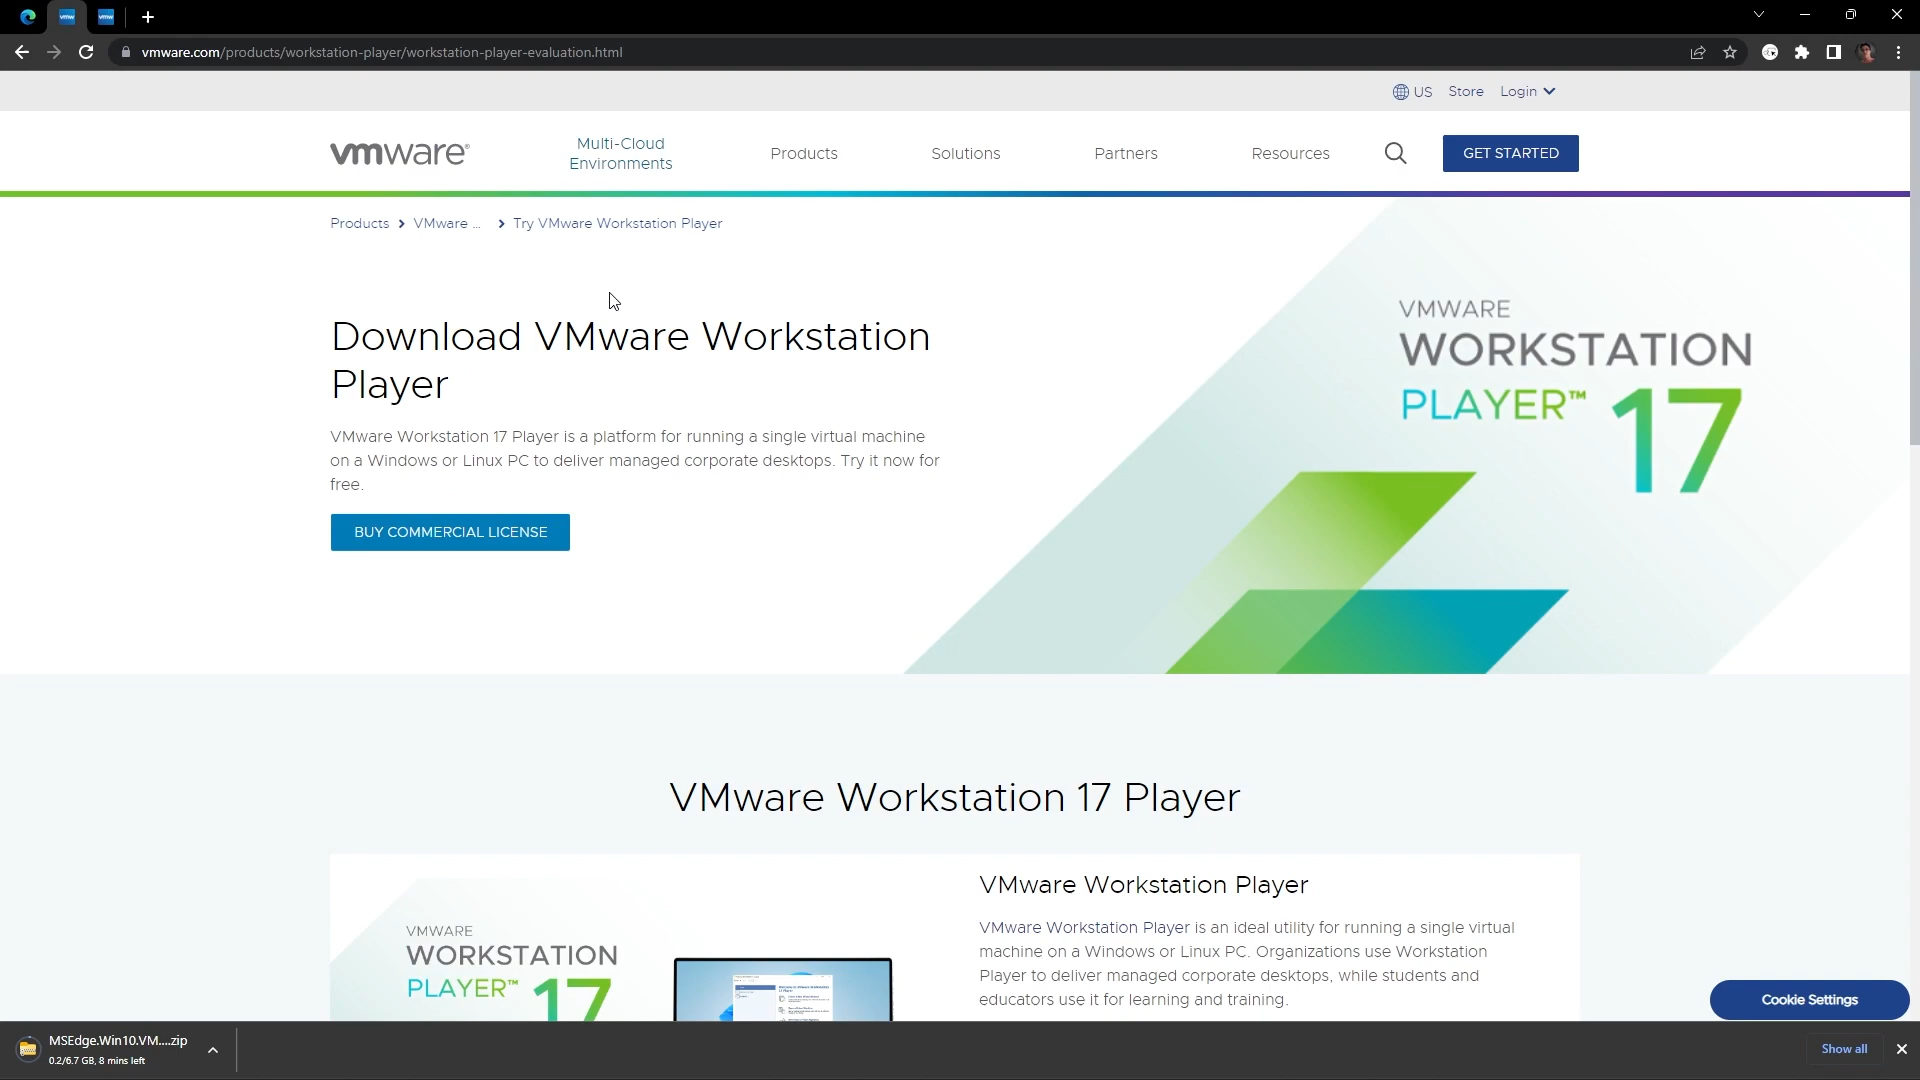 vmware.com/products/workstation-player/workstation-player-evaluation.html
US Store Login
vmware®
Multi-Cloud
Environments
Products
Solutions
Partners
Resources
GET STARTED
Products > VMware ... > Try VMware Workstation Player
Download VMware Workstation
Player
VMware Workstation 17 Player is a platform for running a single virtual machine
on a Windows or Linux PC to deliver managed corporate desktops. Try it now for
free.
BUY COMMERCIAL LICENSE
VMWARE
WORKSTATION
PLAYER™ 17
VMware Workstation 17 Player
VMWARE
WORKSTATION
PLAYER™ 17
VMware Workstation Player
VMware Workstation Player is an ideal utility for running a single virtual
machine on a Windows or Linux PC. Organizations use Workstation
Player to deliver managed corporate desktops, while students and
educators use it for learning and training.
Cookie Settings
MSEdge.Win10.VM....zip
0.2/6.7 GB, 8 mins left
Show all